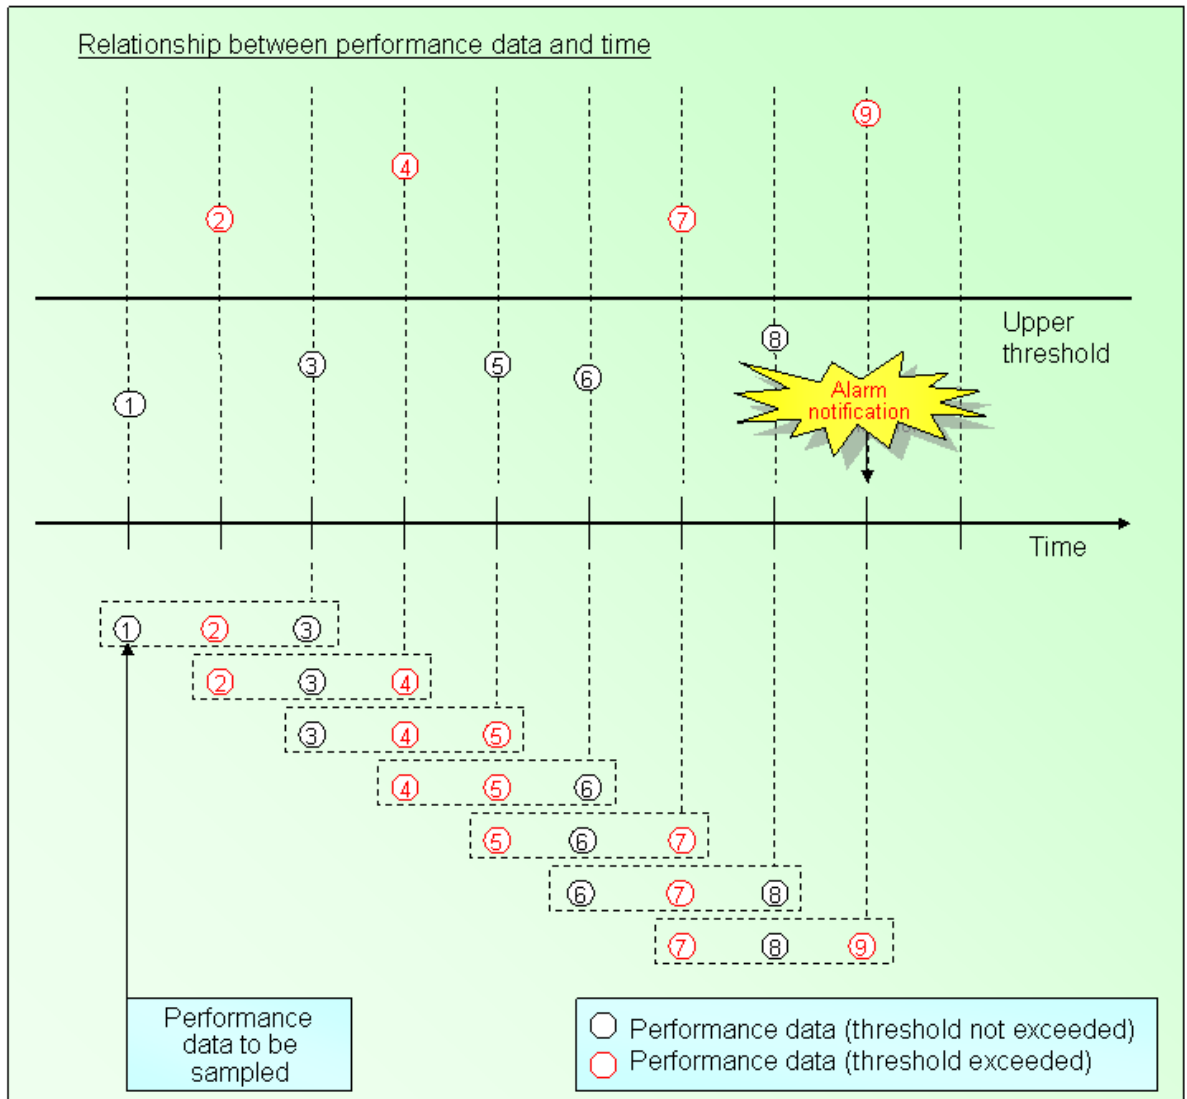 Relationship between performance data and time
9
4
2
7
Upper
threshold
8
3
5
6
1
Alarm
notification
Time
1 2 3
2 3 4
3 4 5
4 5 6
5 6 7
6 7 8
7 8 9
Performance
data to be
sampled
Performance data (threshold not exceeded)
Performance data (threshold exceeded)